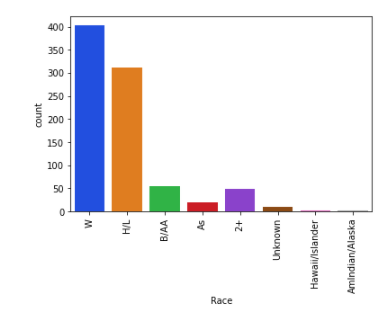 400
350
300
250
200
150
100
50
0
count
W
H/L
B/AA
As
2+
Unknown
Hawaii/Islander
AmIndian/Alaska
Race